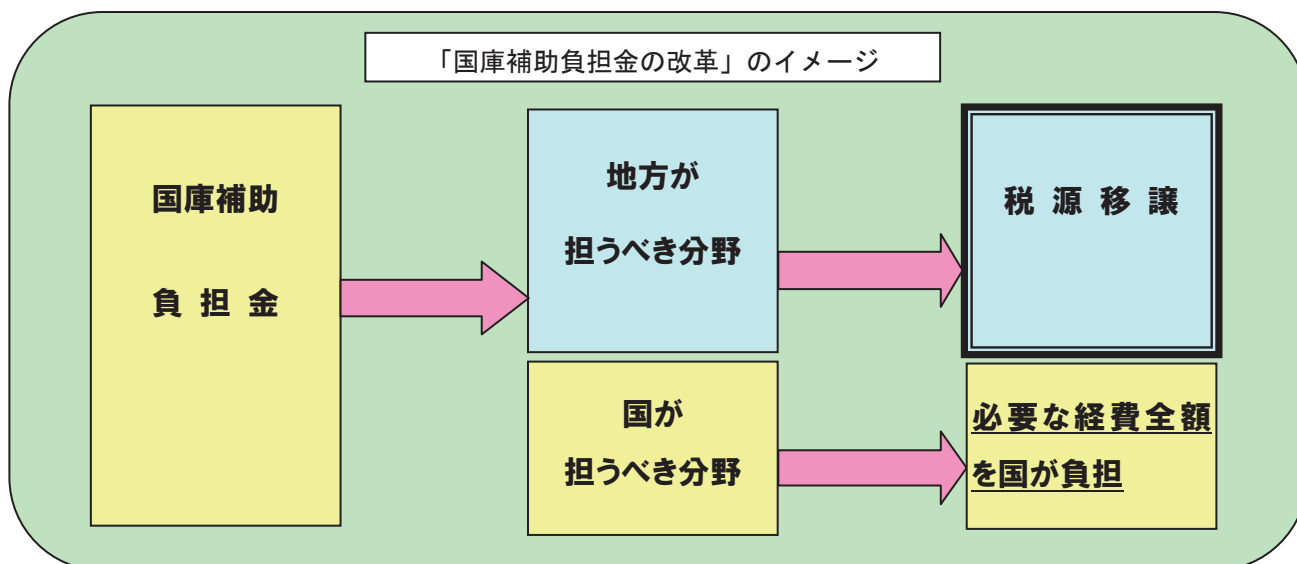 「国庫補助負担金の改革」のイメージ
国庫補助
負担金
地方が
担うべき分野
税源移譲
国が
担うべき分野
必要な経費全額
を国が負担